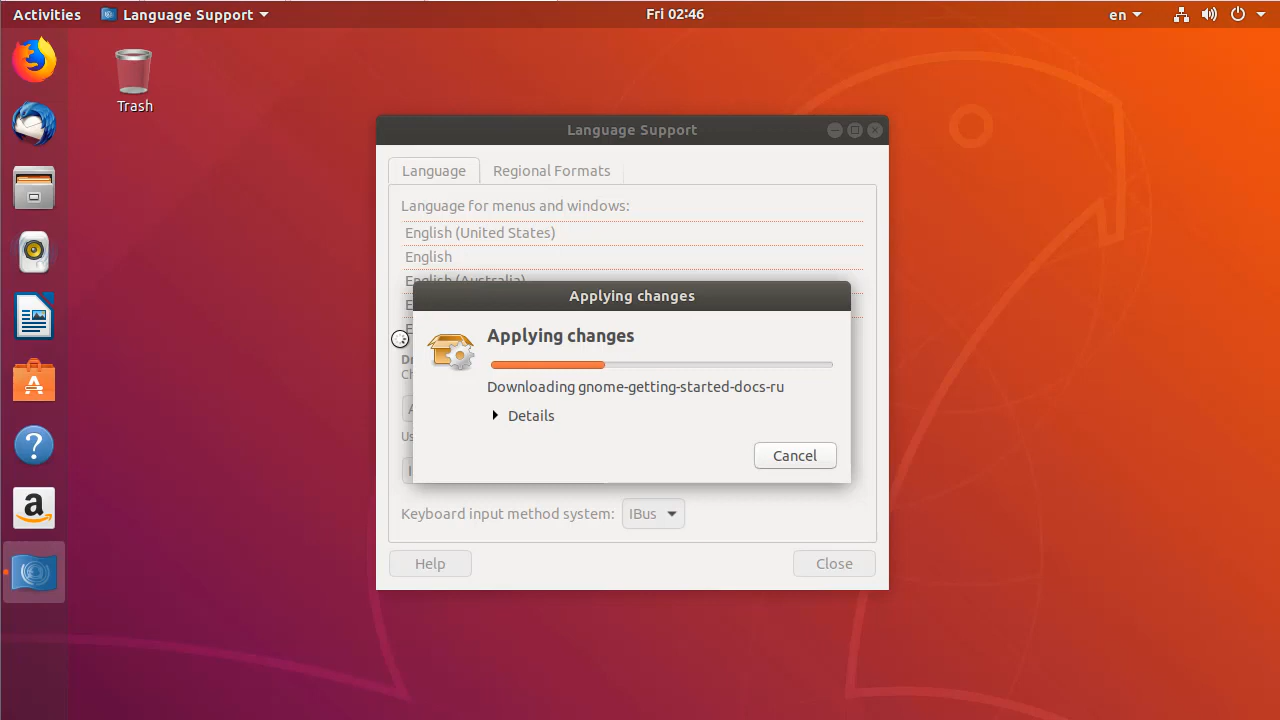 Activities
Language Support
Fri 02:46
en
Trash
Language Support
Language
Regional Formats
Language for menus and windows:
English (United States)
English
English (Australia)
Applying changes
Applying changes
Downloading gnome-getting-started-docs-ru
Details
Cancel
Keyboard input method system:
IBus
Help
Close